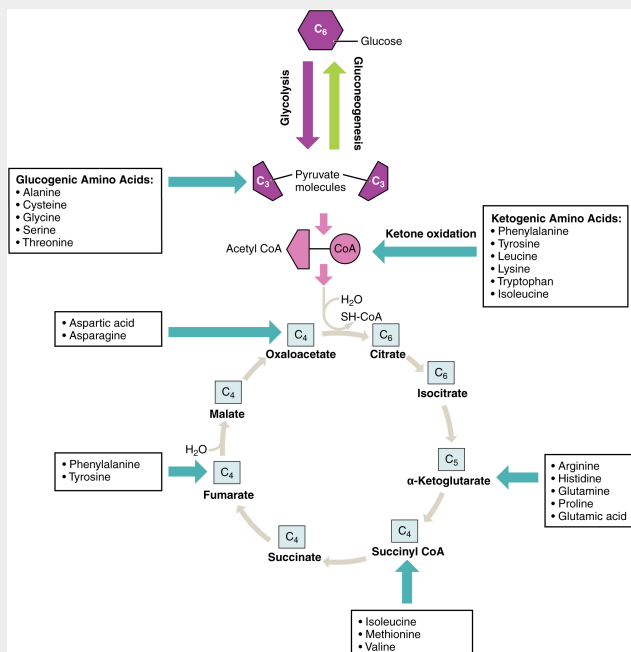 C6
Glucose
Glycolysis
Gluconeogenesis
Glucogenic Amino Acids:
• Alanine
• Cysteine
• Glycine
• Serine
• Threonine
C3
Pyruvate
molecules
C3
Ketogenic Amino Acids:
• Phenylalanine
• Tyrosine
• Leucine
• Lysine
• Tryptophan
• Isoleucine
Ketone oxidation
Acetyl CoA
CoA
H2O
SH-CoA
• Aspartic acid
• Asparagine
C4
Oxaloacetate
C6
Citrate
C6
Isocitrate
C4
Malate
H2O
• Phenylalanine
• Tyrosine
C4
Fumarate
C5
α-Ketoglutarate
• Arginine
• Histidine
• Glutamine
• Proline
• Glutamic acid
C4
Succinate
C4
Succinyl CoA
• Isoleucine
• Methionine
• Valine